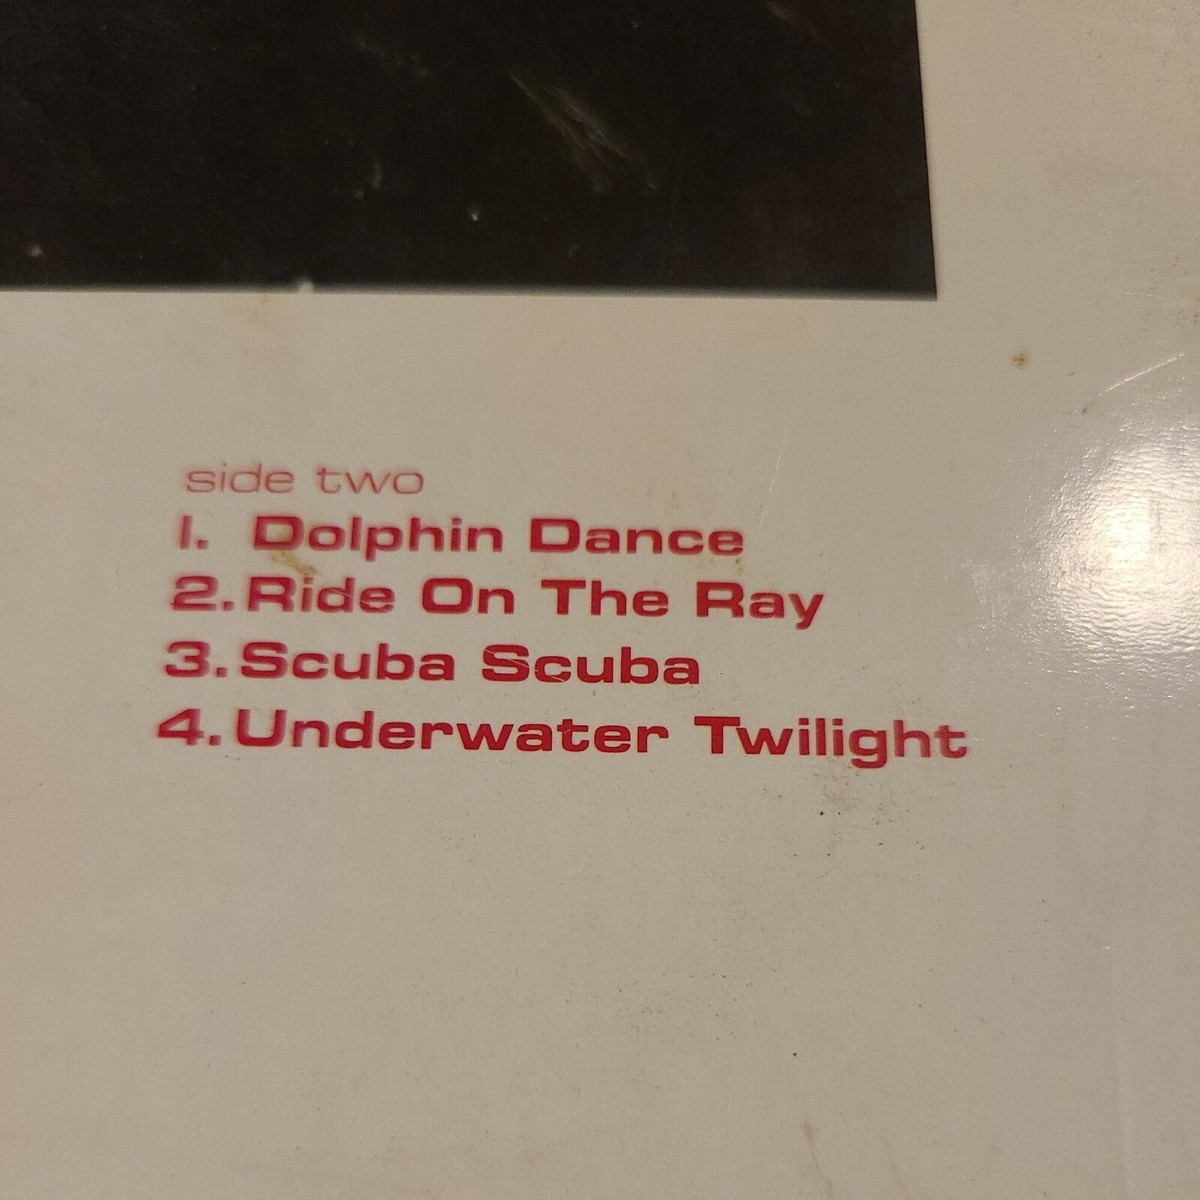 side two
1. Dolphin Dance
2. Ride On The Ray
3. Scuba Scuba
4. Underwater Twilight